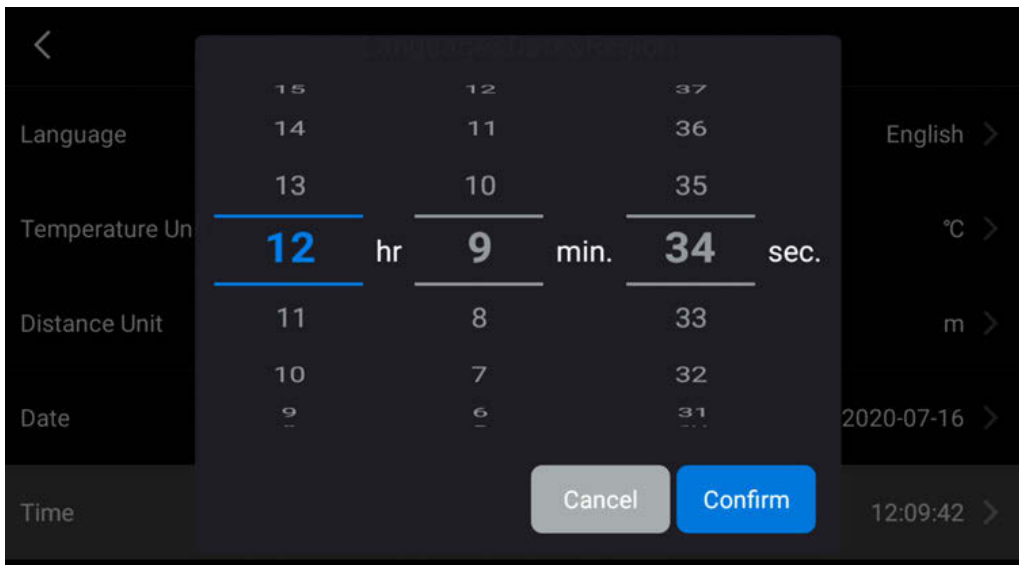 15 12 37
Language 14 11 36 English
13 10 35
Temperature Un ℃
12 hr 9 min. 34 sec.
Distance Unit 11 8 33 m
10 7 32
Date 9 6 31 2020-07-16
Cancel Confirm
Time 12:09:42